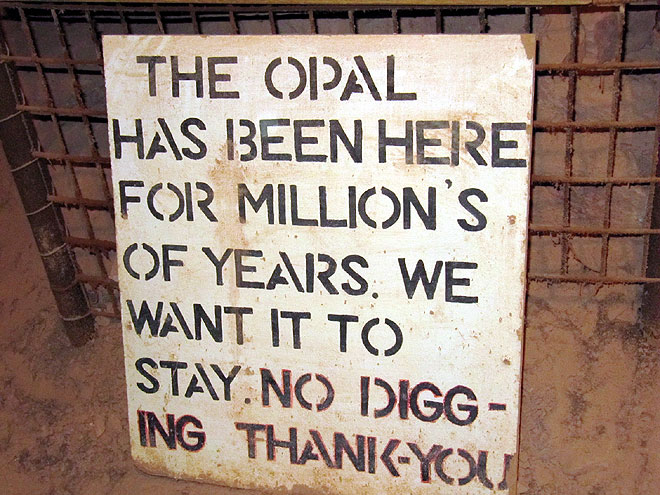 THE OPAL
HAS BEEN HERE
FOR MILLION'S
OF YEARS. WE
WANT IT TO
STAY. NO DIGG-
ING THANK-YOU